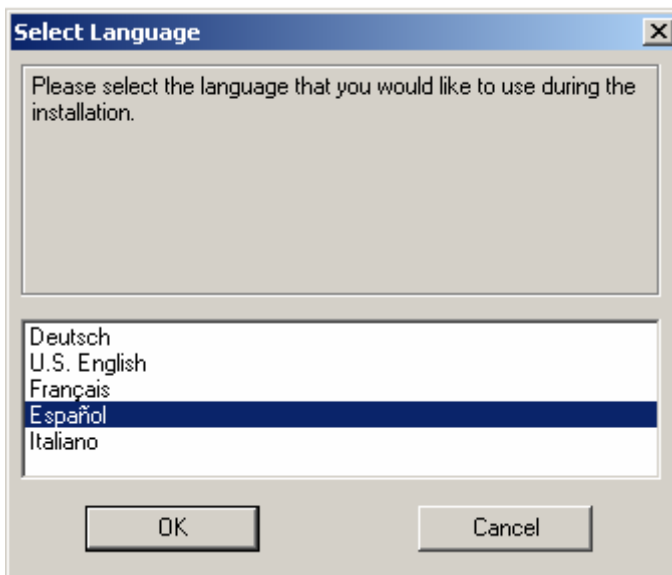 Select Language
Please select the language that you would like to use during the
installation.
Deutsch
U.S. English
Français
Español
Italiano
OK
Cancel